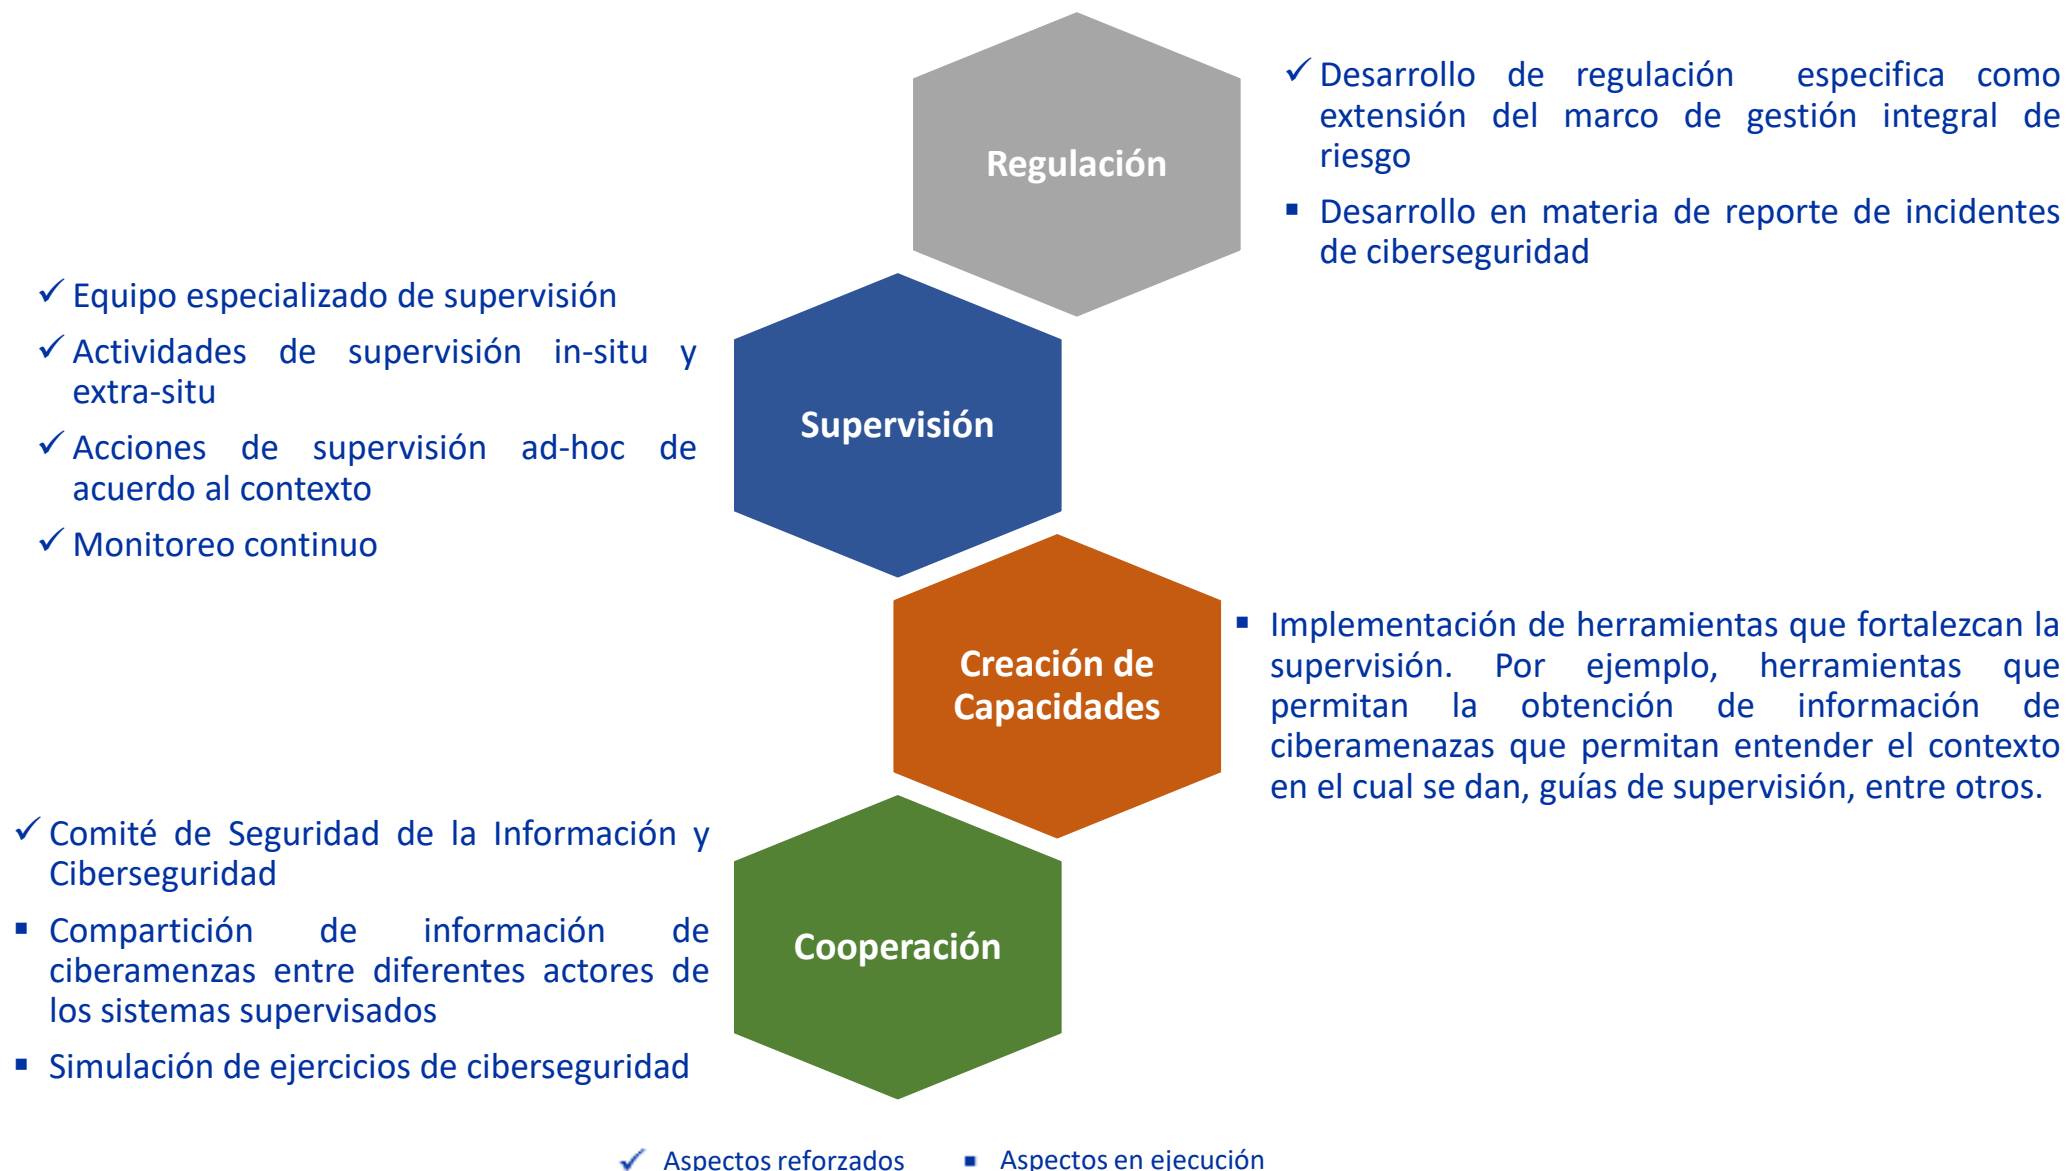 Regulación
✓ Desarrollo de regulación especifica como
extensión del marco de gestión integral de
riesgo
▪ Desarrollo en materia de reporte de incidentes
de ciberseguridad
✓ Equipo especializado de supervisión
✓ Actividades de supervisión in-situ y
extra-situ
✓ Acciones de supervisión ad-hoc de
acuerdo al contexto
✓ Monitoreo continuo
Supervisión
Creación de
Capacidades
▪ Implementación de herramientas que fortalezcan la
supervisión. Por ejemplo, herramientas que
permitan la obtención de información de
ciberamenazas que permitan entender el contexto
en el cual se dan, guías de supervisión, entre otros.
✓ Comité de Seguridad de la Información y
Ciberseguridad
▪ Compartición de información de
ciberamenzas entre diferentes actores de
los sistemas supervisados
▪ Simulación de ejercicios de ciberseguridad
Cooperación
✓ Aspectos reforzados ▪ Aspectos en ejecución